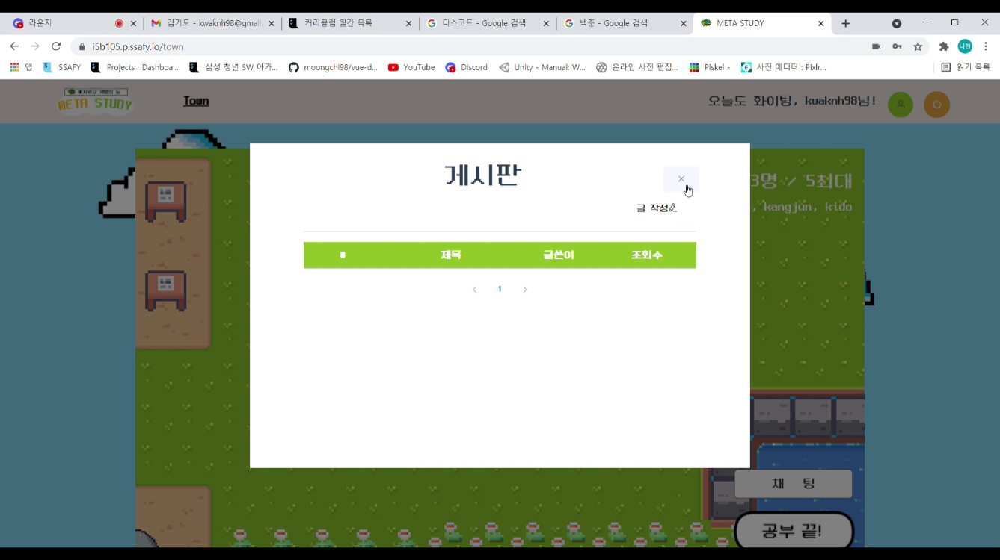 라운지
김기도 - kwaknh98@gmail
커리큘럼 월간 목록
디스코드 - Google 검색
백준 - Google 검색
META STUDY
i5b105.p.ssafy.io/town
나현
앱
SSAFY
Projects · Dashboa...
삼성 청년 SW 아카...
moongchi98/vue-d...
YouTube
Discord
Unity - Manual: W...
온라인 사진 편집...
Piskel -
사진 에디터 : Pixlr...
읽기 목록
META STUDY
Town
오늘도 화이팅, kwaknh98님!
게시판
3명 / 5최대
글 작성
, kangjun, kido
#
제목
글쓴이
조회수
1
채 팅
공부 끝!